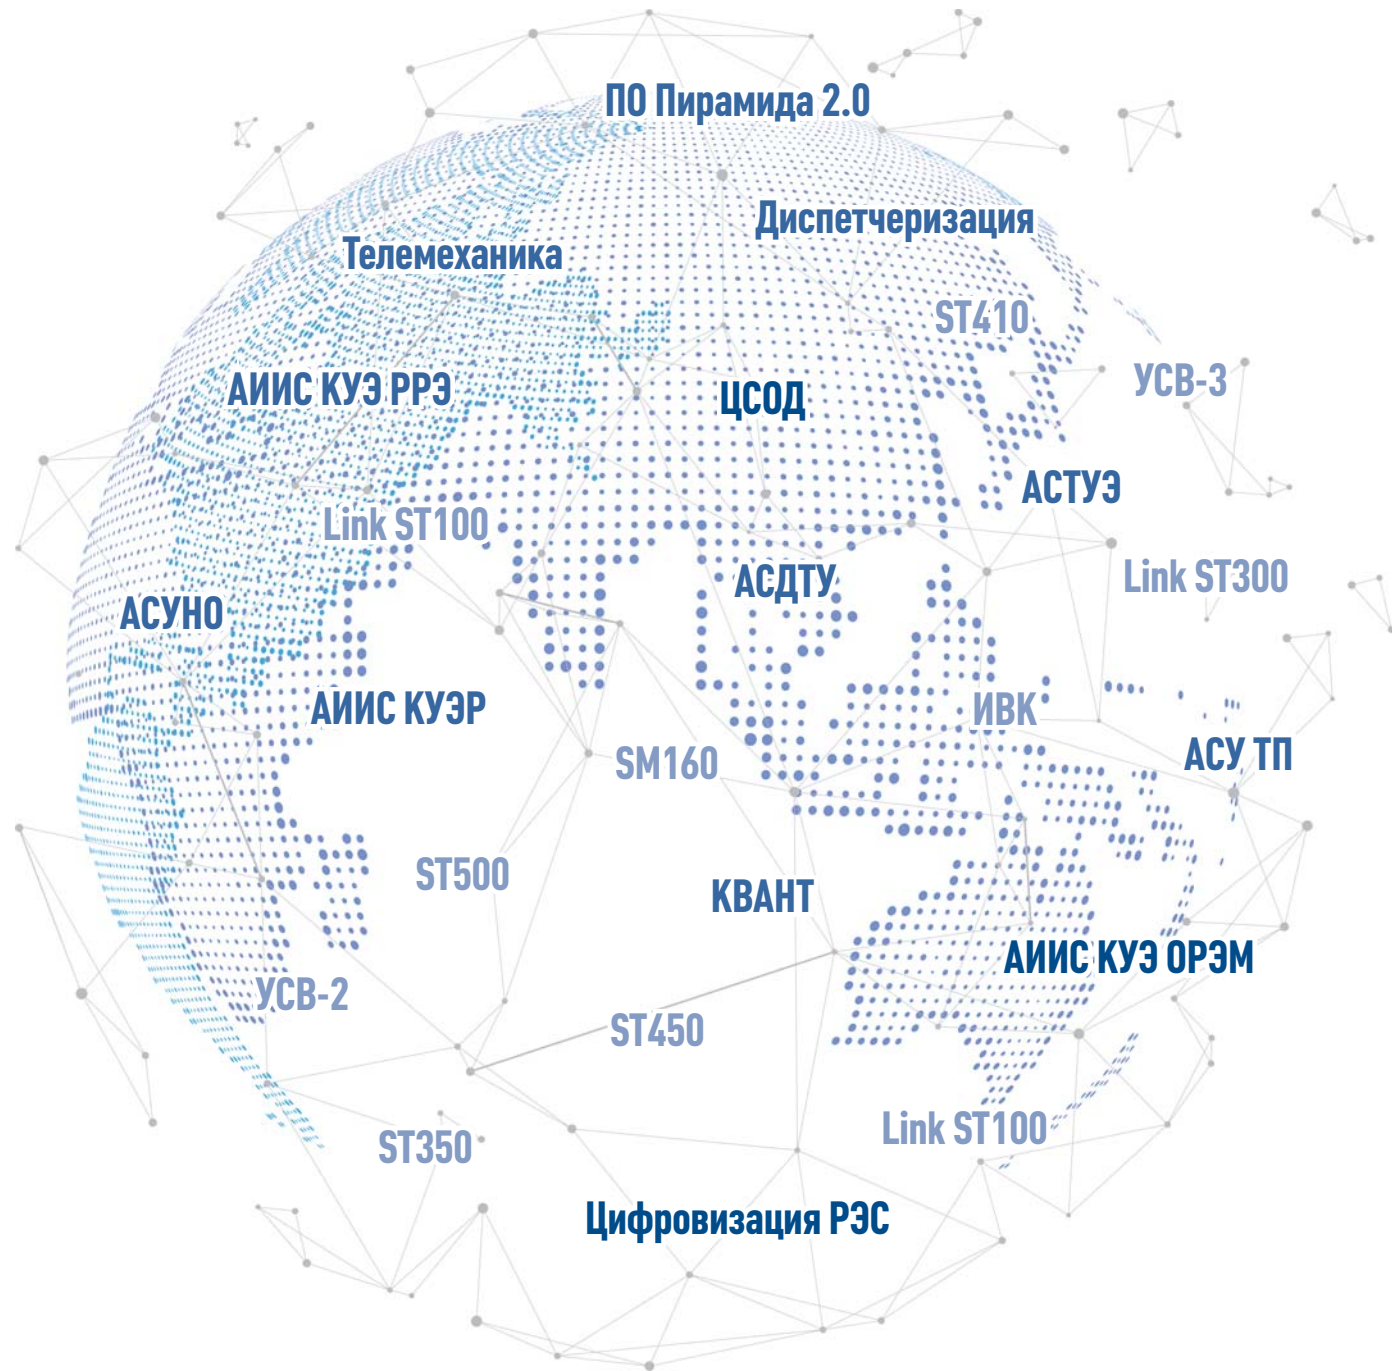 ПО Пирамида 2.0
Диспетчеризация
Телемеханика
ST410
УСВ-3
АИИС КУЭ РРЭ
ЦСОД
АСТУЭ
Link ST100
АСДТУ
Link ST300
АСУНО
АИИС КУЭР
ИВК
АСУ ТП
SM160
ST500
КВАНТ
АИИС КУЭ ОРЭМ
УСВ-2
ST450
Link ST100
ST350
Цифровизация РЭС